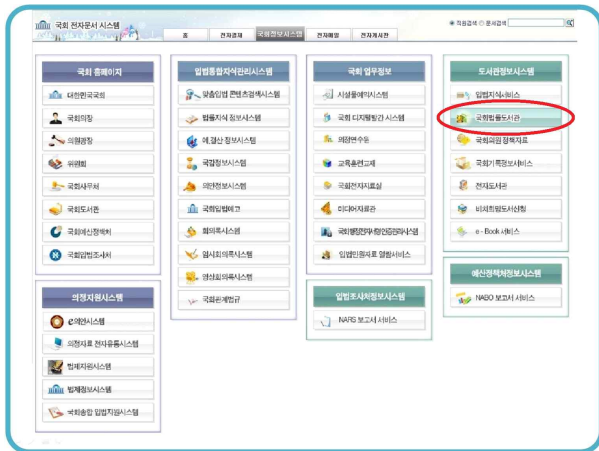 국회 전자문서 시스템
직원검색 문서검색
홈 전자결재 국회정보시스템 전자메일 전자게시판
국회 홈페이지
대한민국국회
국회의장
의원광장
위원회
국회사무처
국회도서관
국회예산정책처
국회입법조사처
의정지원시스템
e의안시스템
의정자료 전자유통시스템
법제지원시스템
법제정보시스템
국회종합 입법지원시스템
입법통합지식관리시스템
맞춤입법 콘텐츠검색시스템
법률지식 정보시스템
예,결산 정보시스템
국감정보시스템
의안정보시스템
국회입법예고
회의록시스템
임시회의록시스템
영상회의록시스템
국회관계법규
국회 업무정보
시설물예약시스템
국회 디지털발간 시스템
의정연수원
교육훈련교재
국회전자자료실
미디어자료관
입법민원자료 열람서비스
입법조사처정보시스템
NARS 보고서 서비스
도서관정보시스템
입법지식서비스
국회법률도서관
국회의원 정책자료
국회기록정보서비스
전자도서관
비치희망도서신청
e - Book 서비스
예산정책처정보시스템
NABO 보고서 서비스